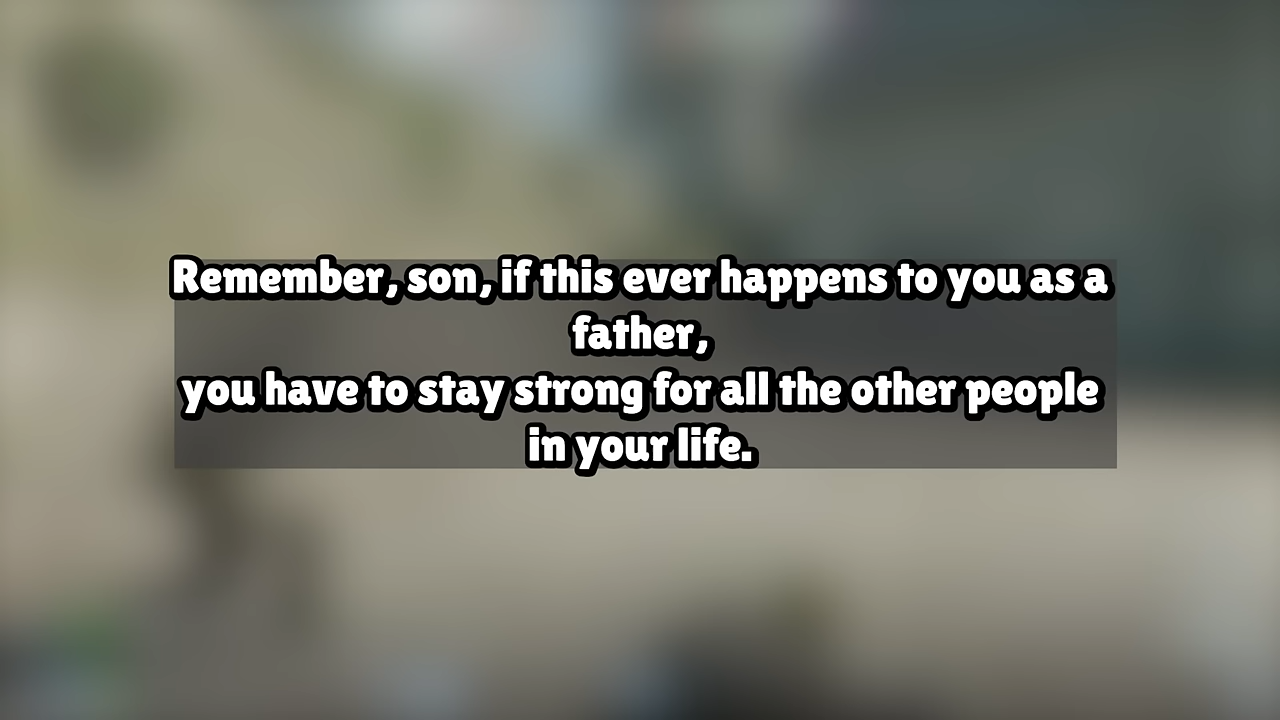 Remember, son, if this ever happens to you as a
father,
you have to stay strong for all the other people
in your life.